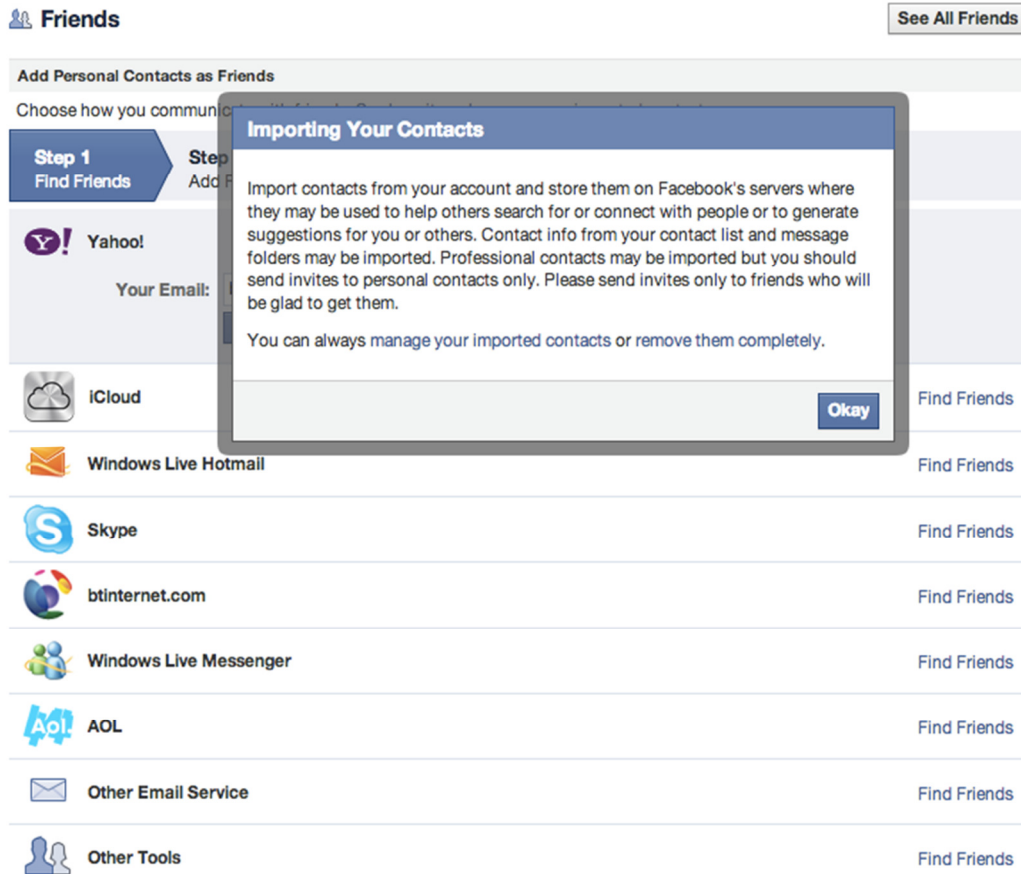 Friends
See All Friends
Add Personal Contacts as Friends
Choose how you communic
Importing Your Contacts
Step 1
Find Friends
Step
Add F
Import contacts from your account and store them on Facebook's servers where
they may be used to help others search for or connect with people or to generate
suggestions for you or others. Contact info from your contact list and message
folders may be imported. Professional contacts may be imported but you should
send invites to personal contacts only. Please send invites only to friends who will
be glad to get them.
You can always manage your imported contacts or remove them completely.
Okay
Y! Yahoo!
Your Email:
iCloud Find Friends
Windows Live Hotmail Find Friends
S Skype Find Friends
btinternet.com Find Friends
Windows Live Messenger Find Friends
Aol. AOL Find Friends
Other Email Service Find Friends
Other Tools Find Friends